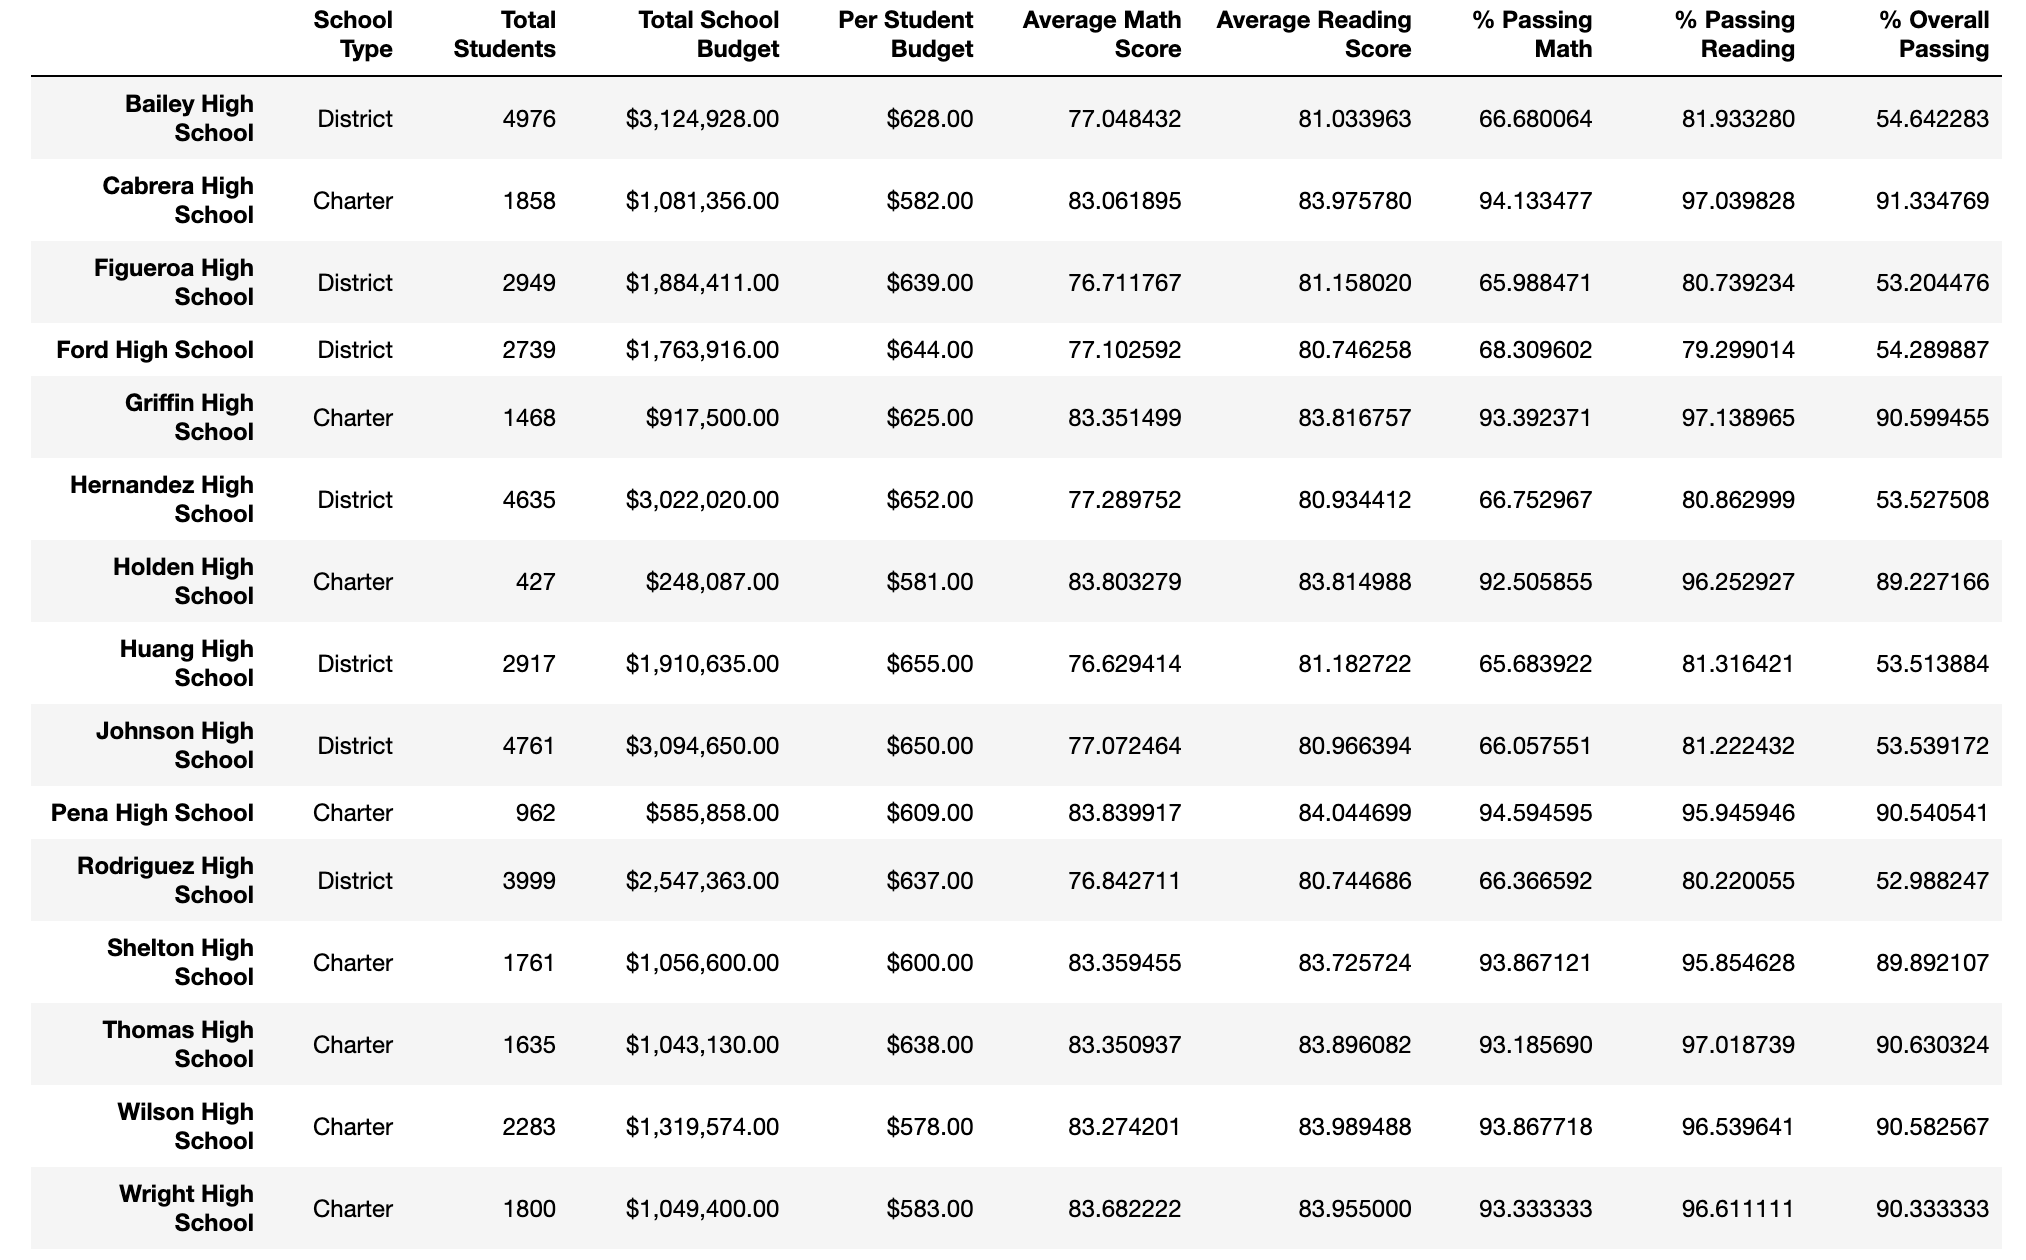 School Type Total Students Total School Budget Per Student Budget Average Math Score Average Reading Score % Passing Math % Passing Reading % Overall Passing
Bailey High School District 4976 $3,124,928.00 $628.00 77.048432 81.033963 66.680064 81.933280 54.642283
Cabrera High School Charter 1858 $1,081,356.00 $582.00 83.061895 83.975780 94.133477 97.039828 91.334769
Figueroa High School District 2949 $1,884,411.00 $639.00 76.711767 81.158020 65.988471 80.739234 53.204476
Ford High School District 2739 $1,763,916.00 $644.00 77.102592 80.746258 68.309602 79.299014 54.289887
Griffin High School Charter 1468 $917,500.00 $625.00 83.351499 83.816757 93.392371 97.138965 90.599455
Hernandez High School District 4635 $3,022,020.00 $652.00 77.289752 80.934412 66.752967 80.862999 53.527508
Holden High School Charter 427 $248,087.00 $581.00 83.803279 83.814988 92.505855 96.252927 89.227166
Huang High School District 2917 $1,910,635.00 $655.00 76.629414 81.182722 65.683922 81.316421 53.513884
Johnson High School District 4761 $3,094,650.00 $650.00 77.072464 80.966394 66.057551 81.222432 53.539172
Pena High School Charter 962 $585,858.00 $609.00 83.839917 84.044699 94.594595 95.945946 90.540541
Rodriguez High School District 3999 $2,547,363.00 $637.00 76.842711 80.744686 66.366592 80.220055 52.988247
Shelton High School Charter 1761 $1,056,600.00 $600.00 83.359455 83.725724 93.867121 95.854628 89.892107
Thomas High School Charter 1635 $1,043,130.00 $638.00 83.350937 83.896082 93.185690 97.018739 90.630324
Wilson High School Charter 2283 $1,319,574.00 $578.00 83.274201 83.989488 93.867718 96.539641 90.582567
Wright High School Charter 1800 $1,049,400.00 $583.00 83.682222 83.955000 93.333333 96.611111 90.333333